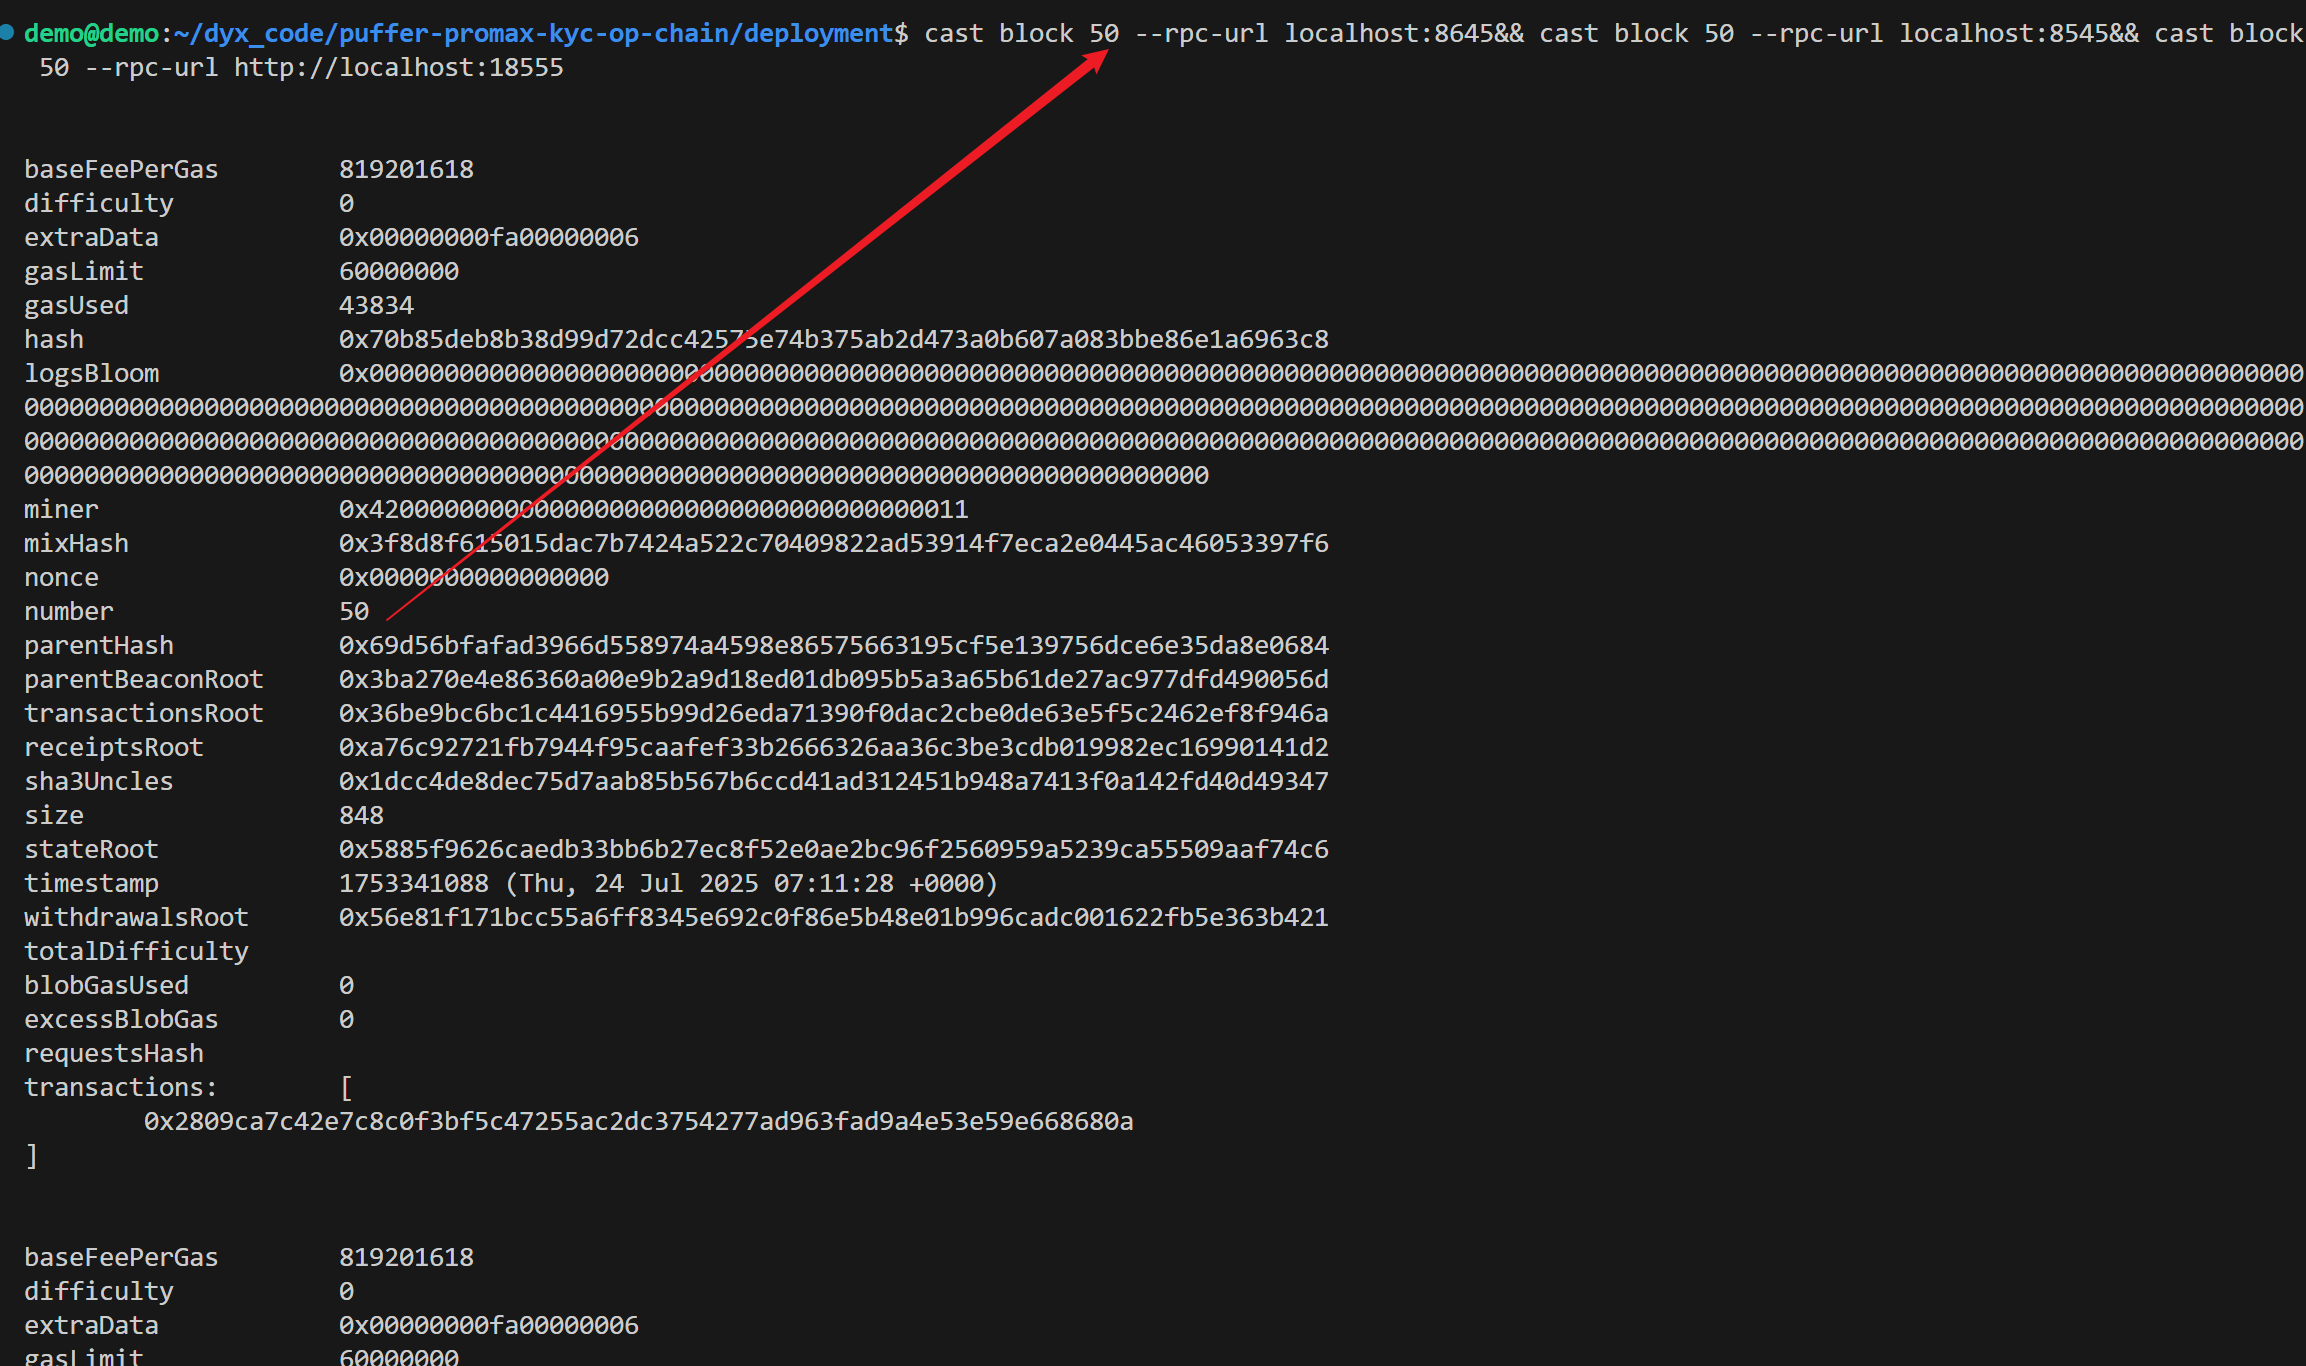 demo@demo:~/dyx_code/puffer-promax-kyc-op-chain/deployment$ cast block 50 --rpc-url localhost:8645&& cast block 50 --rpc-url localhost:8545&& cast block
50 --rpc-url http://localhost:18555
baseFeePerGas 819201618
difficulty 0
extraData 0x00000000fa00000006
gasLimit 60000000
gasUsed 43834
hash 0x70b85deb8b38d99d72dcc42575e74b375ab2d473a0b607a083bbe86e1a6963c8
logsBloom 0x000000000000000000000000000000000000000000000000000000000000000000000000000000000000000000000000000000000000000000000000000000000
00000000000000000000000000000000000000000000000000000000000000000000000000000000000000000000000000000000000000000000000000000000000000000000000000000000
00000000000000000000000000000000000000000000000000000000000000000000000000000000000000000000000000000000000000000000000000000000000000000000000000000000
0000000000000000000000000000000000000000000000000000000000000000000000000000000
miner 0x4200000000000000000000000000000000000011
mixHash 0x3f8d8f615015dac7b7424a522c70409822ad53914f7eca2e0445ac46053397f6
nonce 0x0000000000000000
number 50
parentHash 0x69d56bfafad3966d558974a4598e86575663195cf5e139756dce6e35da8e0684
parentBeaconRoot 0x3ba270e4e86360a00e9b2a9d18ed01db095b5a3a65b61de27ac977dfd490056d
transactionsRoot 0x36be9bc6bc1c4416955b99d26eda71390f0dac2cbe0de63e5f5c2462ef8f946a
receiptsRoot 0xa76c92721fb7944f95caafef33b2666326aa36c3be3cdb019982ec16990141d2
sha3Uncles 0x1dcc4de8dec75d7aab85b567b6ccd41ad312451b948a7413f0a142fd40d49347
size 848
stateRoot 0x5885f9626caedb33bb6b27ec8f52e0ae2bc96f2560959a5239ca55509aaf74c6
timestamp 1753341088 (Thu, 24 Jul 2025 07:11:28 +0000)
withdrawalsRoot 0x56e81f171bcc55a6ff8345e692c0f86e5b48e01b996cadc001622fb5e363b421
totalDifficulty
blobGasUsed 0
excessBlobGas 0
requestsHash
transactions: [
0x2809ca7c42e7c8c0f3bf5c47255ac2dc3754277ad963fad9a4e53e59e668680a
]
baseFeePerGas 819201618
difficulty 0
extraData 0x00000000fa00000006
gasLimit 60000000